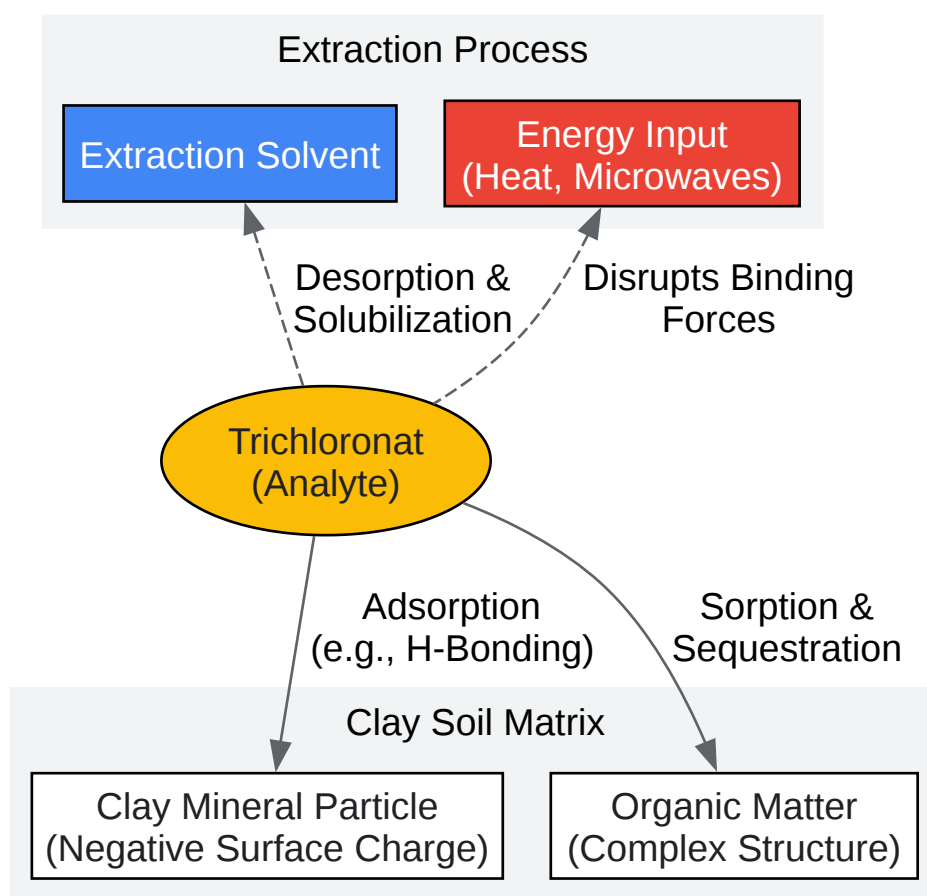 Extraction Process
Extraction Solvent
Energy Input
(Heat, Microwaves)
Desorption &
Solubilization
Disrupts Binding
Forces
Trichloronat
(Analyte)
Adsorption
(e.g., H-Bonding)
Sorption &
Sequestration
Clay Soil Matrix
Clay Mineral Particle
(Negative Surface Charge)
Organic Matter
(Complex Structure)